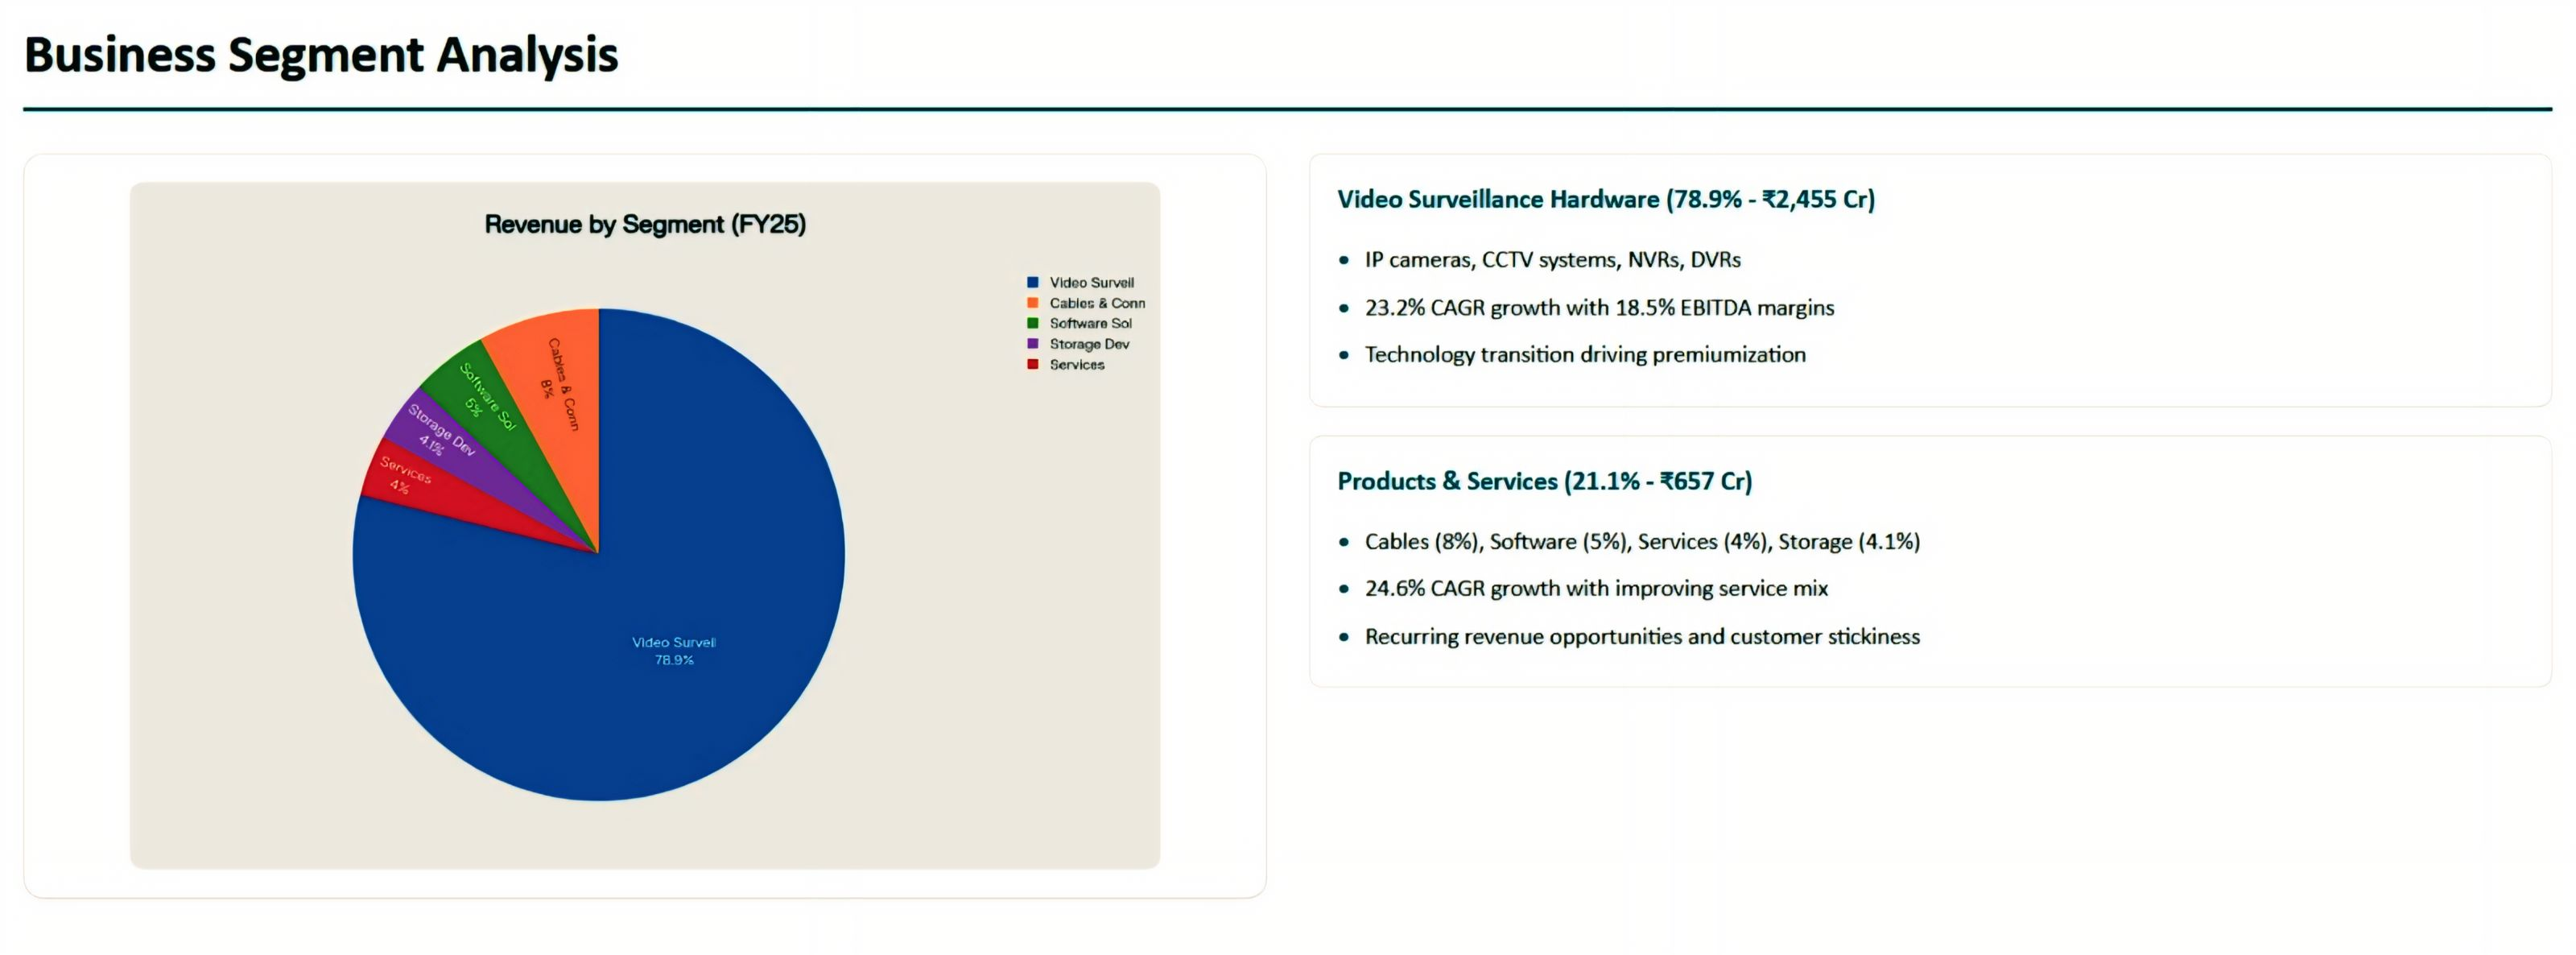 Business Segment Analysis
Revenue by Segment (FY25)
Video Surveil
Cables & Conn
Software Sol
Storage Dev
Services
Cables & Conn
8%
Software Sol
5%
Storage Dev
4.1%
Services
4%
Video Surveil
78.9%
Video Surveillance Hardware (78.9% - ₹2,455 Cr)
• IP cameras, CCTV systems, NVRs, DVRs
• 23.2% CAGR growth with 18.5% EBITDA margins
• Technology transition driving premiumization
Products & Services (21.1% - ₹657 Cr)
• Cables (8%), Software (5%), Services (4%), Storage (4.1%)
• 24.6% CAGR growth with improving service mix
• Recurring revenue opportunities and customer stickiness